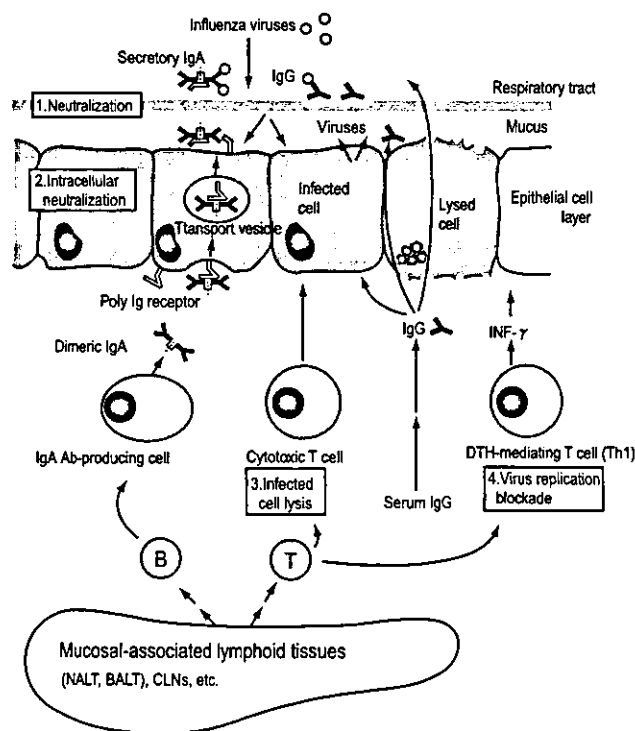 Influenza viruses
Secretory IgA
IgG
Respiratory tract
1.Neutralization
Viruses
Mucus
2.Intracellular
neutralization
Infected
cell
Lysed
cell
Epithelial cell
layer
Ttansport vesicle
Poly Ig receptor
IgG
INF-γ
Dimeric IgA
IgA Ab-producing cell
Cytotoxic T cell
DTH-mediating T cell (Th1)
3.Infected
cell lysis
Serum IgG
4.Virus replication
blockade
B
T
Mucosal-associated lymphoid tissues
(NALT, BALT), CLNs, etc.